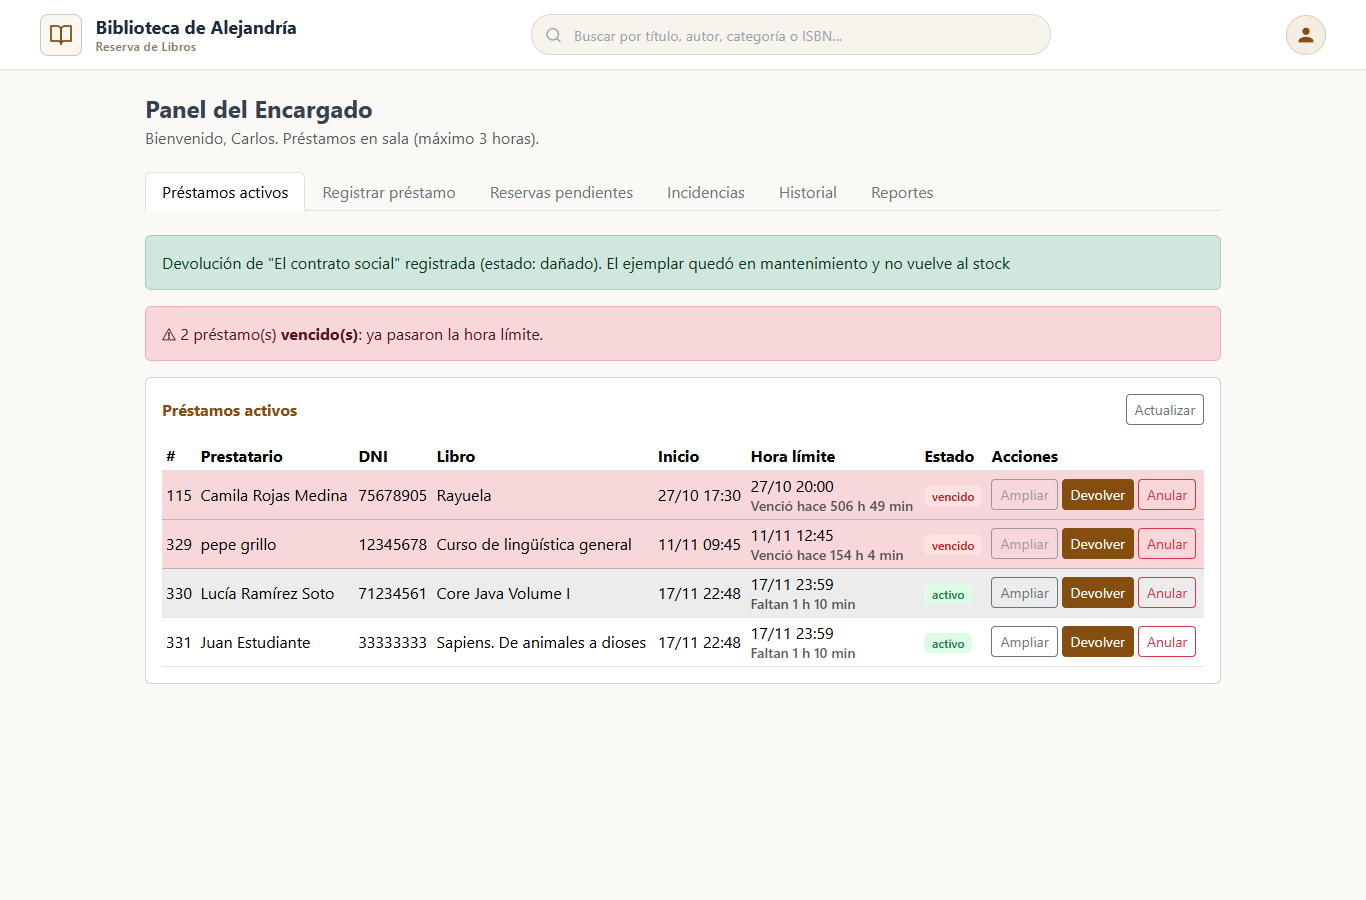 Biblioteca de Alejandría
Reserva de Libros
Buscar por título, autor, categoría o ISBN...
Panel del Encargado
Bienvenido, Carlos. Préstamos en sala (máximo 3 horas).
Préstamos activos Registrar préstamo Reservas pendientes Incidencias Historial Reportes
Devolución de "El contrato social" registrada (estado: dañado). El ejemplar quedó en mantenimiento y no vuelve al stock
⚠ 2 préstamo(s) vencido(s): ya pasaron la hora límite.
Préstamos activos Actualizar
# Prestatario DNI Libro Inicio Hora límite Estado Acciones
115 Camila Rojas Medina 75678905 Rayuela 27/10 17:30 27/10 20:00 vencido Ampliar Devolver Anular
Venció hace 506 h 49 min
329 pepe grillo 12345678 Curso de lingüística general 11/11 09:45 11/11 12:45 vencido Ampliar Devolver Anular
Venció hace 154 h 4 min
330 Lucía Ramírez Soto 71234561 Core Java Volume I 17/11 22:48 17/11 23:59 activo Ampliar Devolver Anular
Faltan 1 h 10 min
331 Juan Estudiante 33333333 Sapiens. De animales a dioses 17/11 22:48 17/11 23:59 activo Ampliar Devolver Anular
Faltan 1 h 10 min